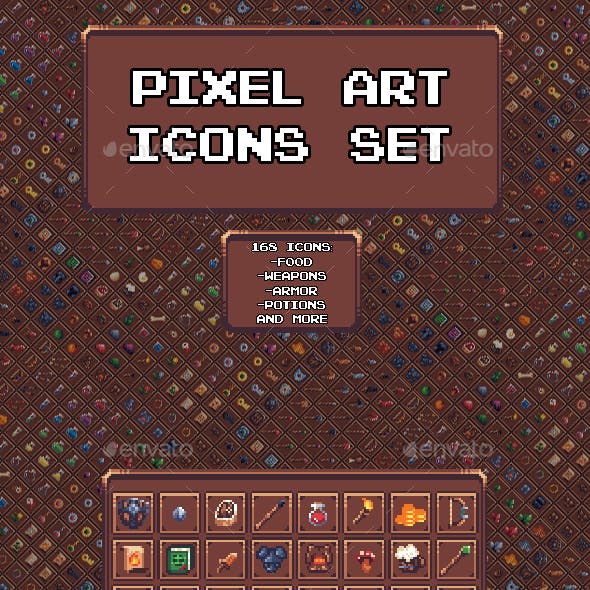 PIXEL ART
ICONS SET
envato
envato
168 ICONS
-FOOD
-WEAPONS
-ARMOR
-POTIONS
AND MORE
envato
envato